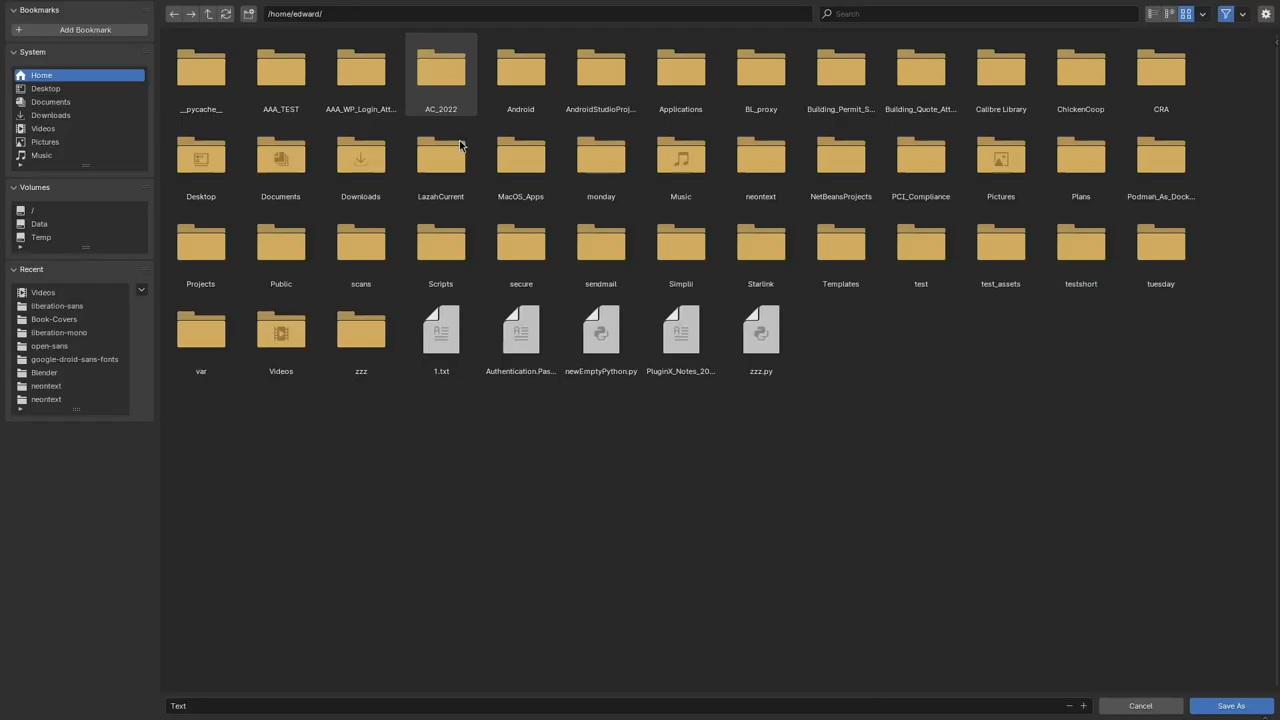 Bookmarks
Add Bookmark
System
Home
Desktop
Documents
Downloads
Videos
Pictures
Music
Volumes
/
Data
Temp
Recent
Videos
liberation-sans
Book-Covers
liberation-mono
open-sans
google-droid-sans-fonts
Blender
neontext
neontext
/home/edward/
Search
__pycache__ AAA_TEST AAA_WP_Login_Att... AC_2022 Android AndroidStudioProj... Applications BL_proxy Building_Permit_S... Building_Quote_Att... Calibre Library ChickenCoop CRA
Desktop Documents Downloads LazahCurrent MacOS_Apps monday Music neontext NetBeansProjects PCI_Compliance Pictures Plans Podman_As_Dock...
Projects Public scans Scripts secure sendmail Simplii Starlink Templates test test_assets testshort tuesday
var Videos zzz 1.txt Authentication.Pas... newEmptyPython.py PluginX_Notes_20... zzz.py
Text
Cancel
Save As